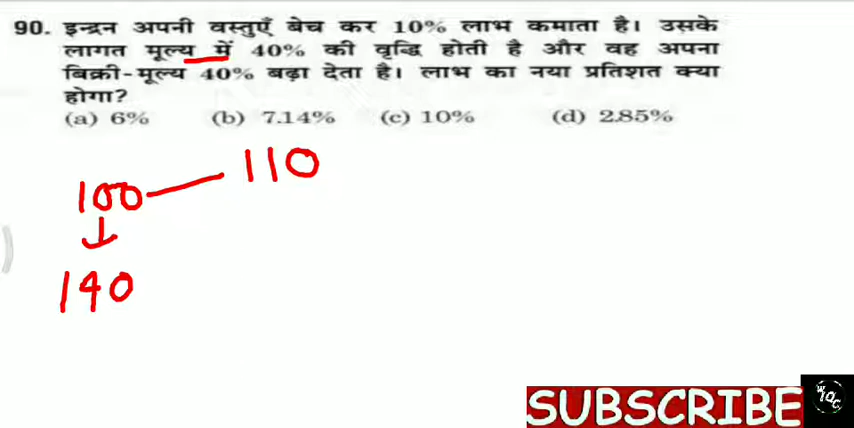 90. इन्द्रन अपनी वस्तुएँ बेच कर 10% लाभ कमाता है। उसके
लागत मूल्य में 40% की वृद्धि होती है और वह अपना
बिक्री-मूल्य 40% बढ़ा देता है। लाभ का नया प्रतिशत क्या
होगा?
(a) 6% (b) 7.14% (c) 10% (d) 2.85%
100 — 110
↓
140
SUBSCRIBE